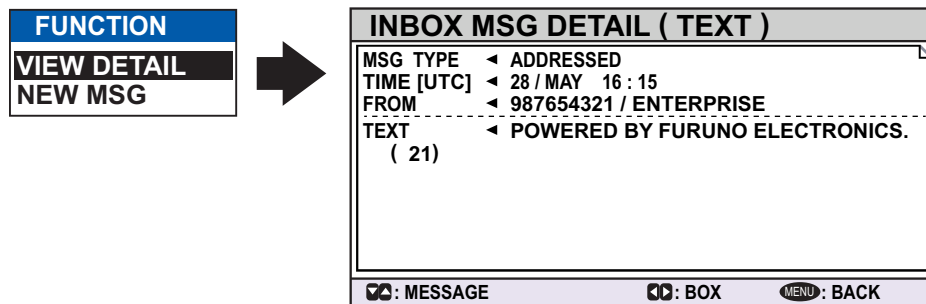 FUNCTION
VIEW DETAIL
NEW MSG
INBOX MSG DETAIL ( TEXT )
MSG TYPE ◄ ADDRESSED
TIME [UTC] ◄ 28 / MAY 16 : 15
FROM ◄ 987654321 / ENTERPRISE
TEXT ◄ POWERED BY FURUNO ELECTRONICS.
( 21)
: MESSAGE : BOX MENU : BACK